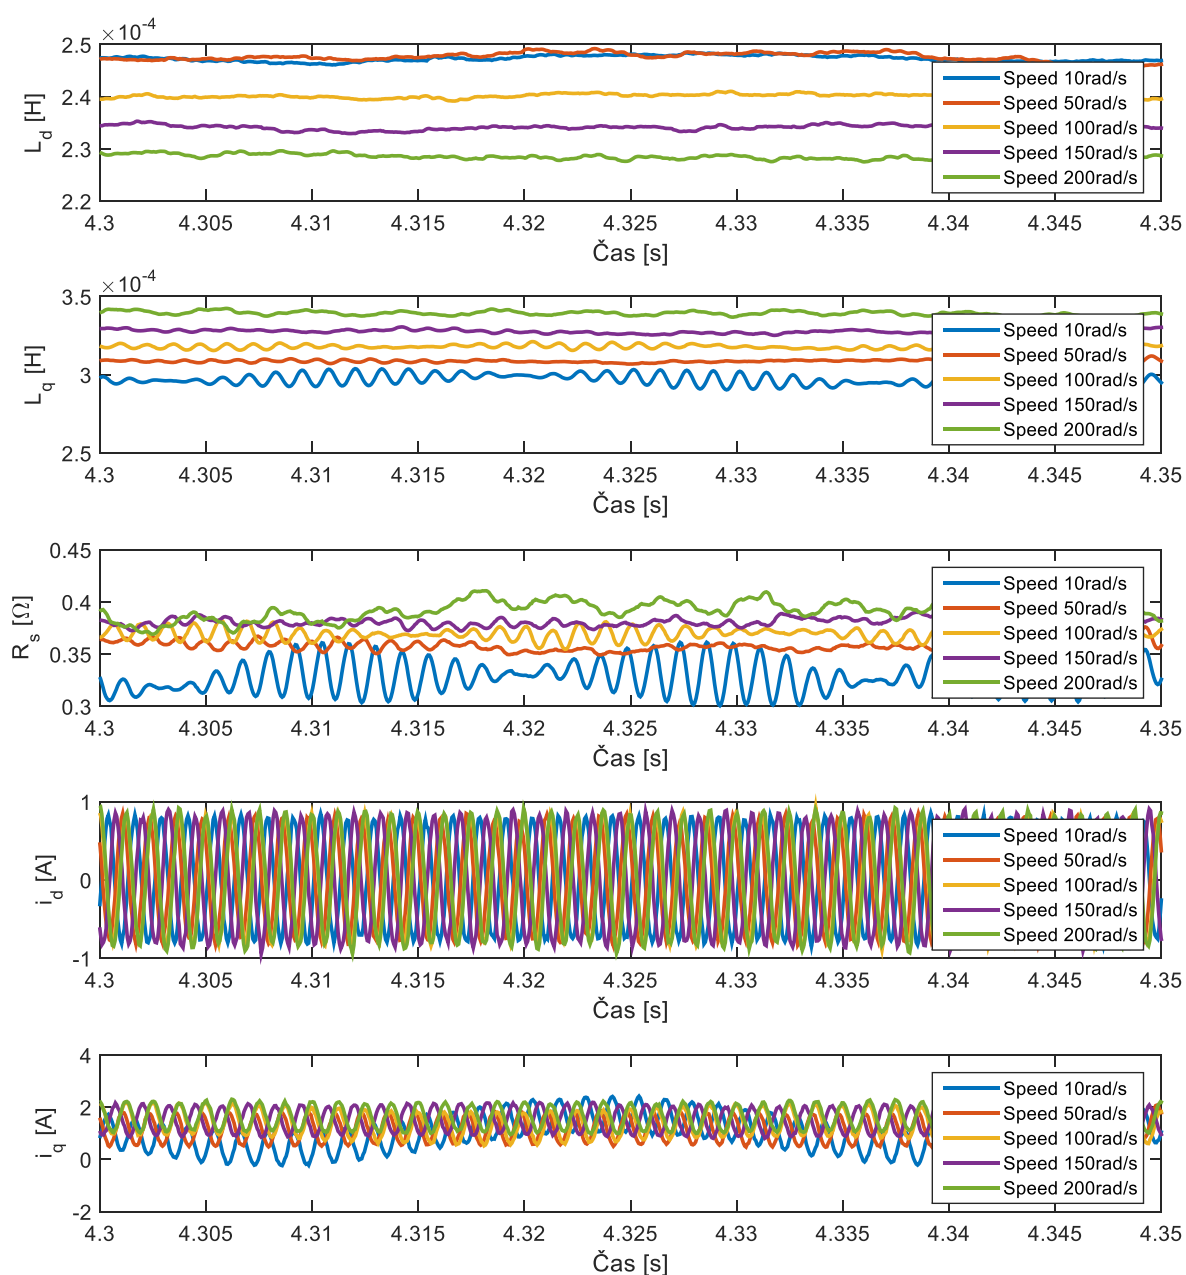 ×10-4
2.5
2.4
2.3
2.2
L_d [H]
Speed 10rad/s
Speed 50rad/s
Speed 100rad/s
Speed 150rad/s
Speed 200rad/s
4.3 4.305 4.31 4.315 4.32 4.325 4.33 4.335 4.34 4.345 4.35
Čas [s]
×10-4
3.5
3
2.5
L_q [H]
Speed 10rad/s
Speed 50rad/s
Speed 100rad/s
Speed 150rad/s
Speed 200rad/s
4.3 4.305 4.31 4.315 4.32 4.325 4.33 4.335 4.34 4.345 4.35
Čas [s]
0.45
0.4
0.35
0.3
R_s [Ω]
Speed 10rad/s
Speed 50rad/s
Speed 100rad/s
Speed 150rad/s
Speed 200rad/s
4.3 4.305 4.31 4.315 4.32 4.325 4.33 4.335 4.34 4.345 4.35
Čas [s]
1
0
-1
i_d [A]
Speed 10rad/s
Speed 50rad/s
Speed 100rad/s
Speed 150rad/s
Speed 200rad/s
4.3 4.305 4.31 4.315 4.32 4.325 4.33 4.335 4.34 4.345 4.35
Čas [s]
4
2
0
-2
i_q [A]
Speed 10rad/s
Speed 50rad/s
Speed 100rad/s
Speed 150rad/s
Speed 200rad/s
4.3 4.305 4.31 4.315 4.32 4.325 4.33 4.335 4.34 4.345 4.35
Čas [s]